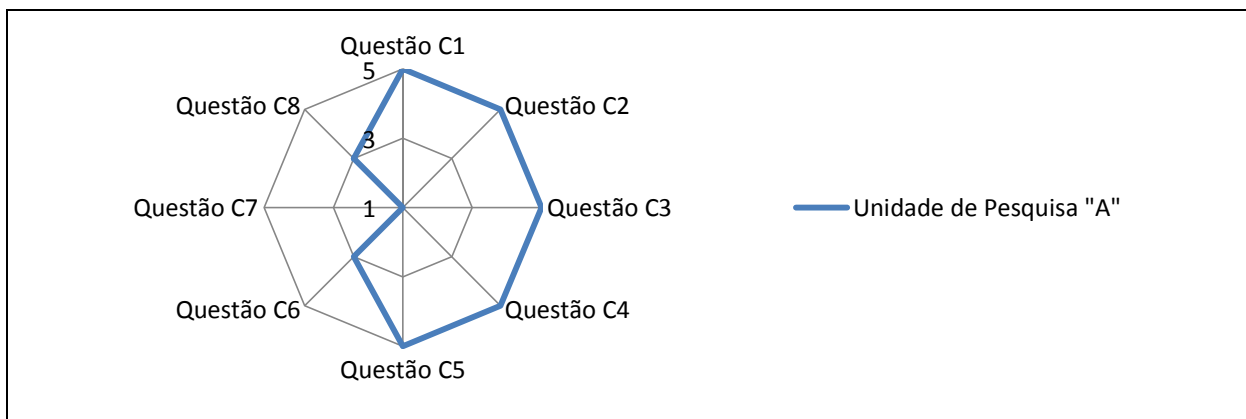 Questão C1
5
Questão C8
Questão C2
3
Questão C7
1
Questão C3
Unidade de Pesquisa "A"
Questão C6
Questão C4
Questão C5